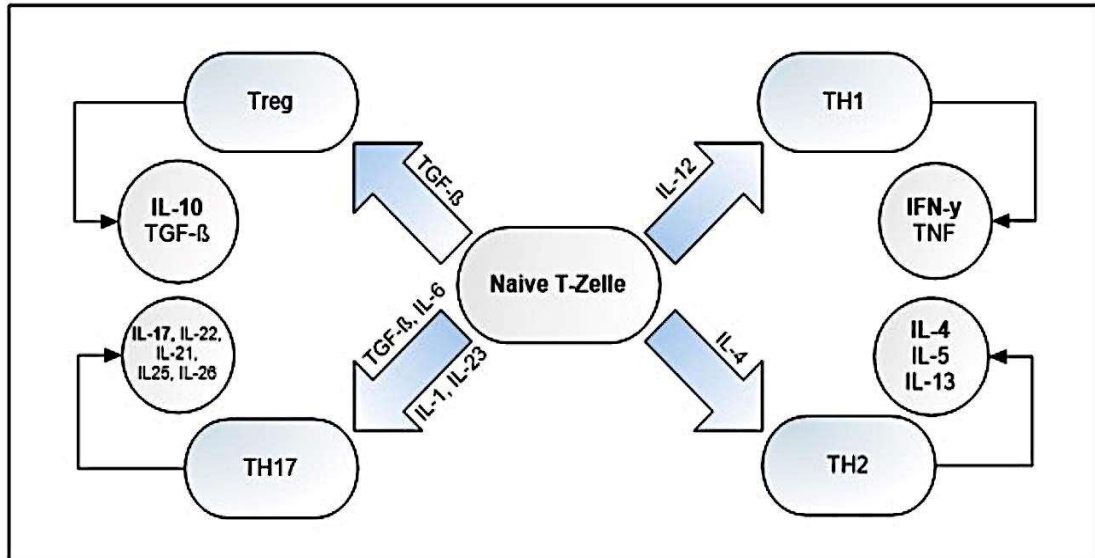 Treg
TH1
TGF-ß
IL-12
IL-10
TGF-ß
IFN-y
TNF
Naive T-Zelle
TGF-ß, IL-6
IL-1, IL-23
IL-4
IL-17, IL-22,
IL-21,
IL25, IL-26
IL-4
IL-5
IL-13
TH17
TH2